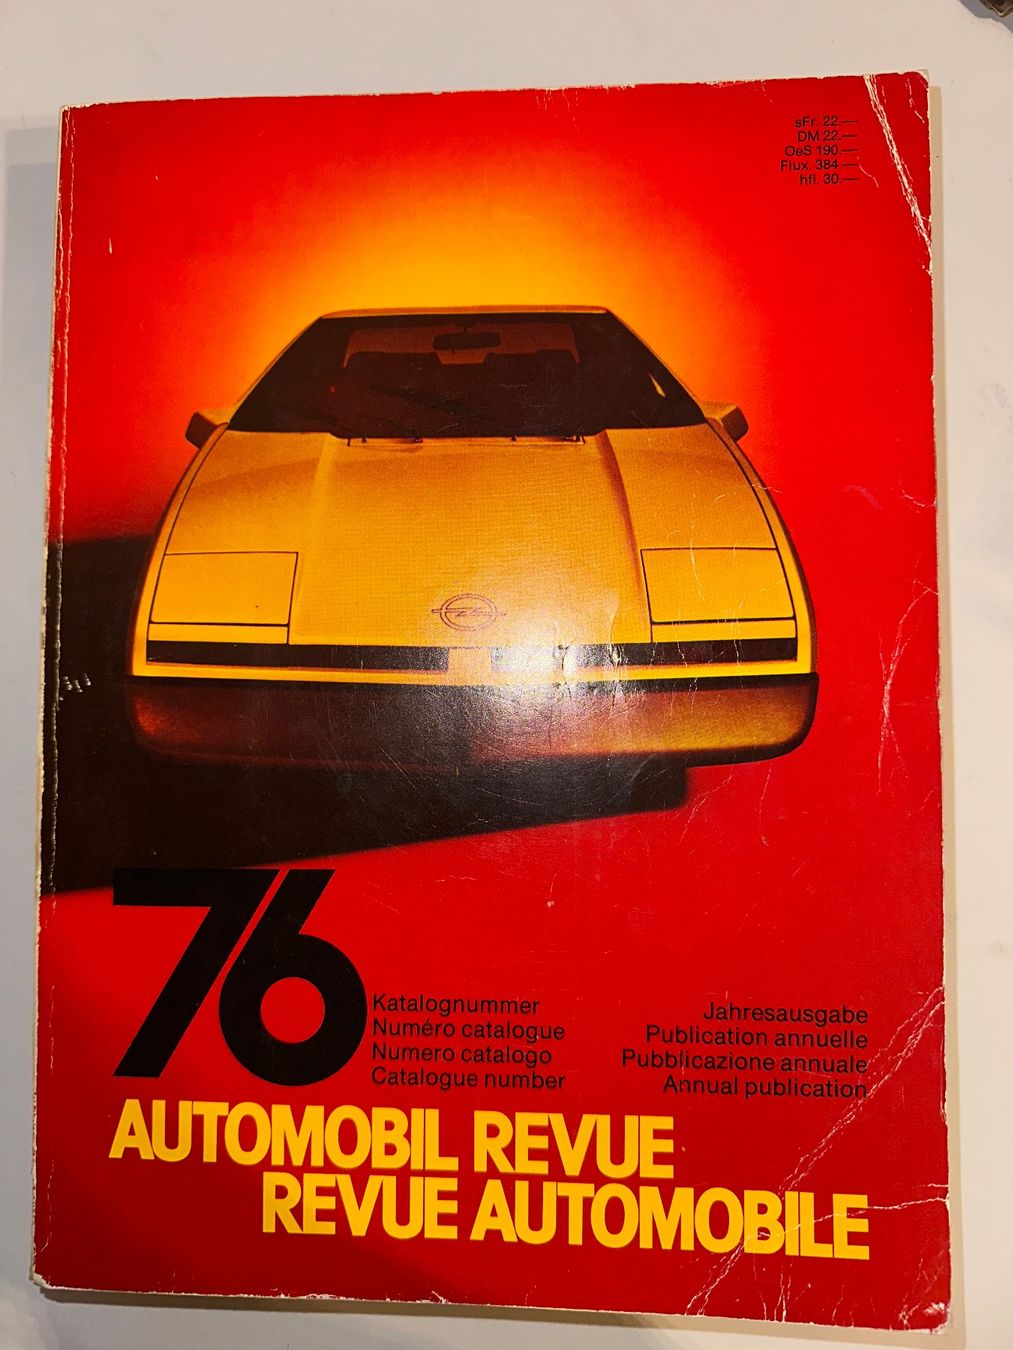 sFr. 22.—
DM 22.—
OeS 190.—
Flux. 384.—
hfl. 30.—
76
Katalognummer
Numéro catalogue
Numero catalogo
Catalogue number
Jahresausgabe
Publication annuelle
Pubblicazione annuale
Annual publication
AUTOMOBIL REVUE
REVUE AUTOMOBILE